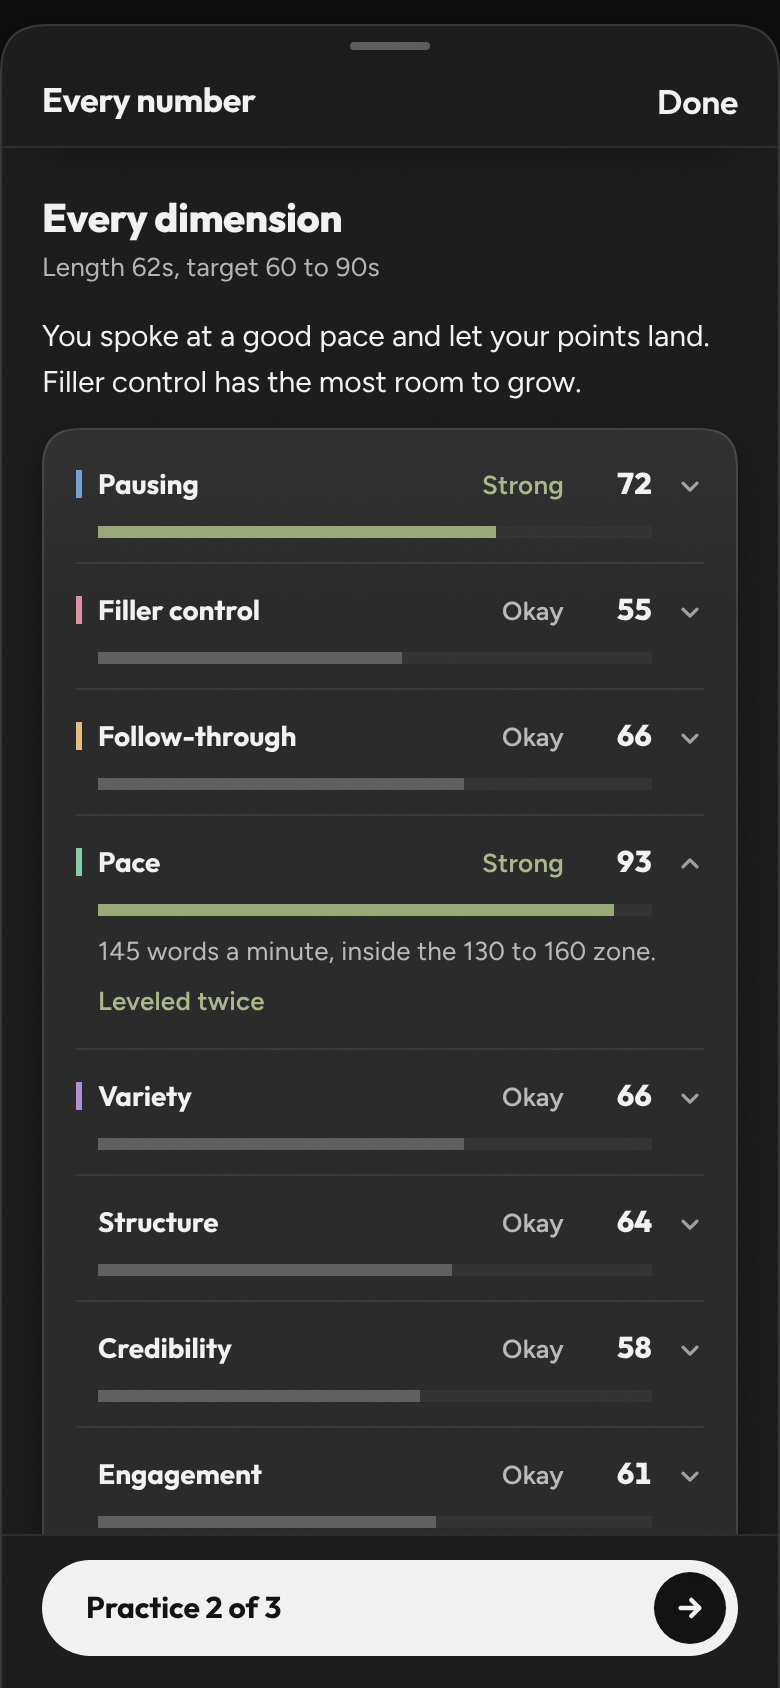 Every number
Done
Every dimension
Length 62s, target 60 to 90s
You spoke at a good pace and let your points land.
Filler control has the most room to grow.
Pausing Strong 72
Filler control Okay 55
Follow-through Okay 66
Pace Strong 93
145 words a minute, inside the 130 to 160 zone.
Leveled twice
Variety Okay 66
Structure Okay 64
Credibility Okay 58
Engagement Okay 61
Practice 2 of 3